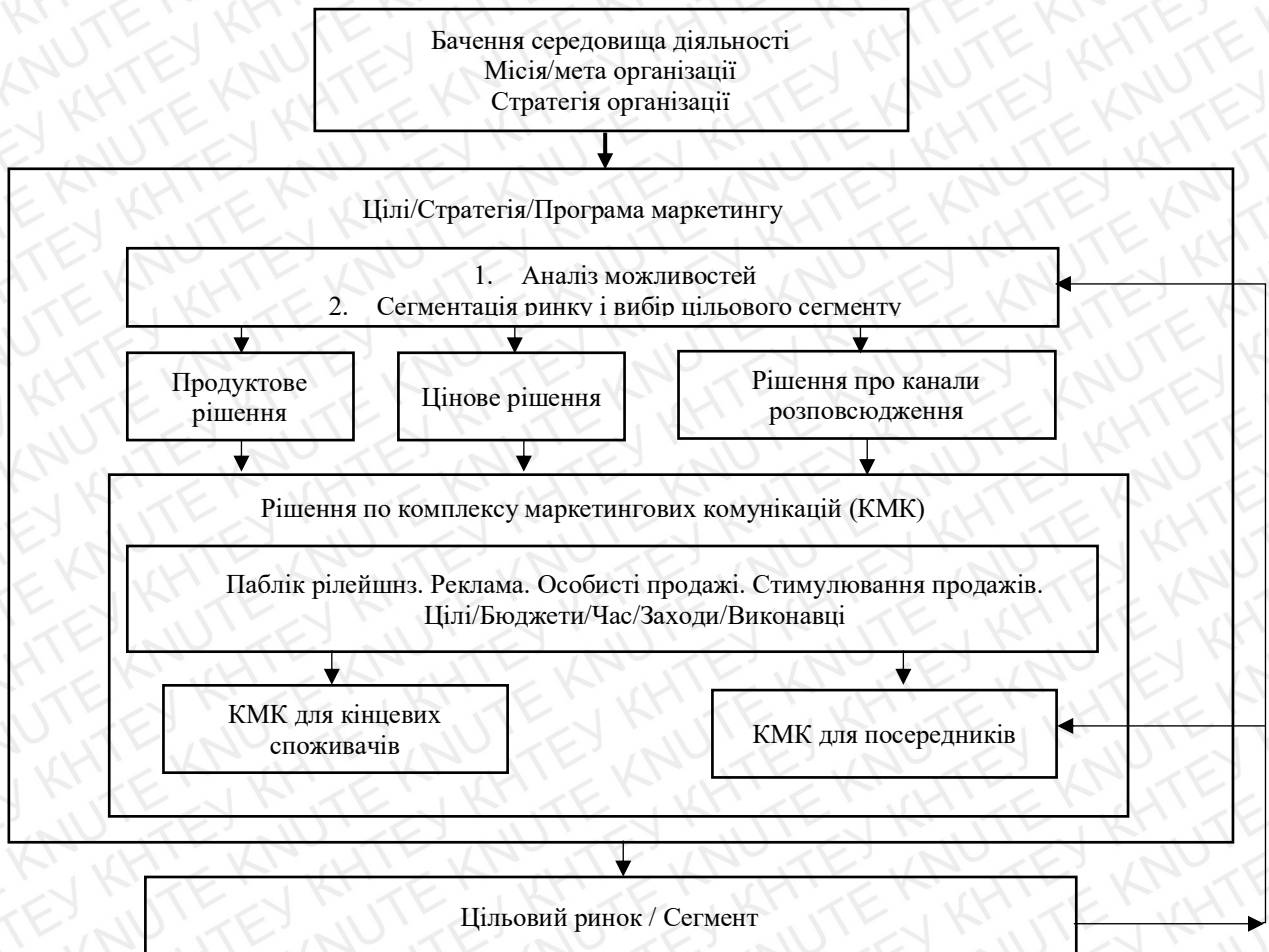 Бачення середовища діяльності
Місія/мета організації
Стратегія організації
Цілі/Стратегія/Програма маркетингу
1. Аналіз можливостей
2. Сегментація ринку і вибір цільового сегменту
Продуктове
рішення
Цінове рішення
Рішення про канали
розповсюдження
Рішення по комплексу маркетингових комунікацій (КМК)
Паблік рілейшнз. Реклама. Особисті продажі. Стимулювання продажів.
Цілі/Бюджети/Час/Заходи/Виконавці
КМК для кінцевих
споживачів
КМК для посередників
Цільовий ринок / Сегмент